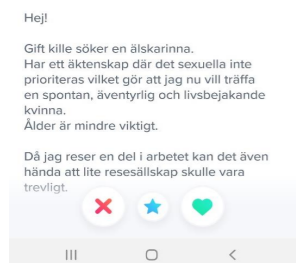 Hej!
Gift kille söker en älskarinna.
Har ett äktenskap där det sexuella inte
prioriteras vilket gör att jag nu vill träffa
en spontan, äventyrlig och livsbejakande
kvinna.
Ålder är mindre viktigt.
Då jag reser en del i arbetet kan det även
hända att lite resesällskap skulle vara
trevligt.